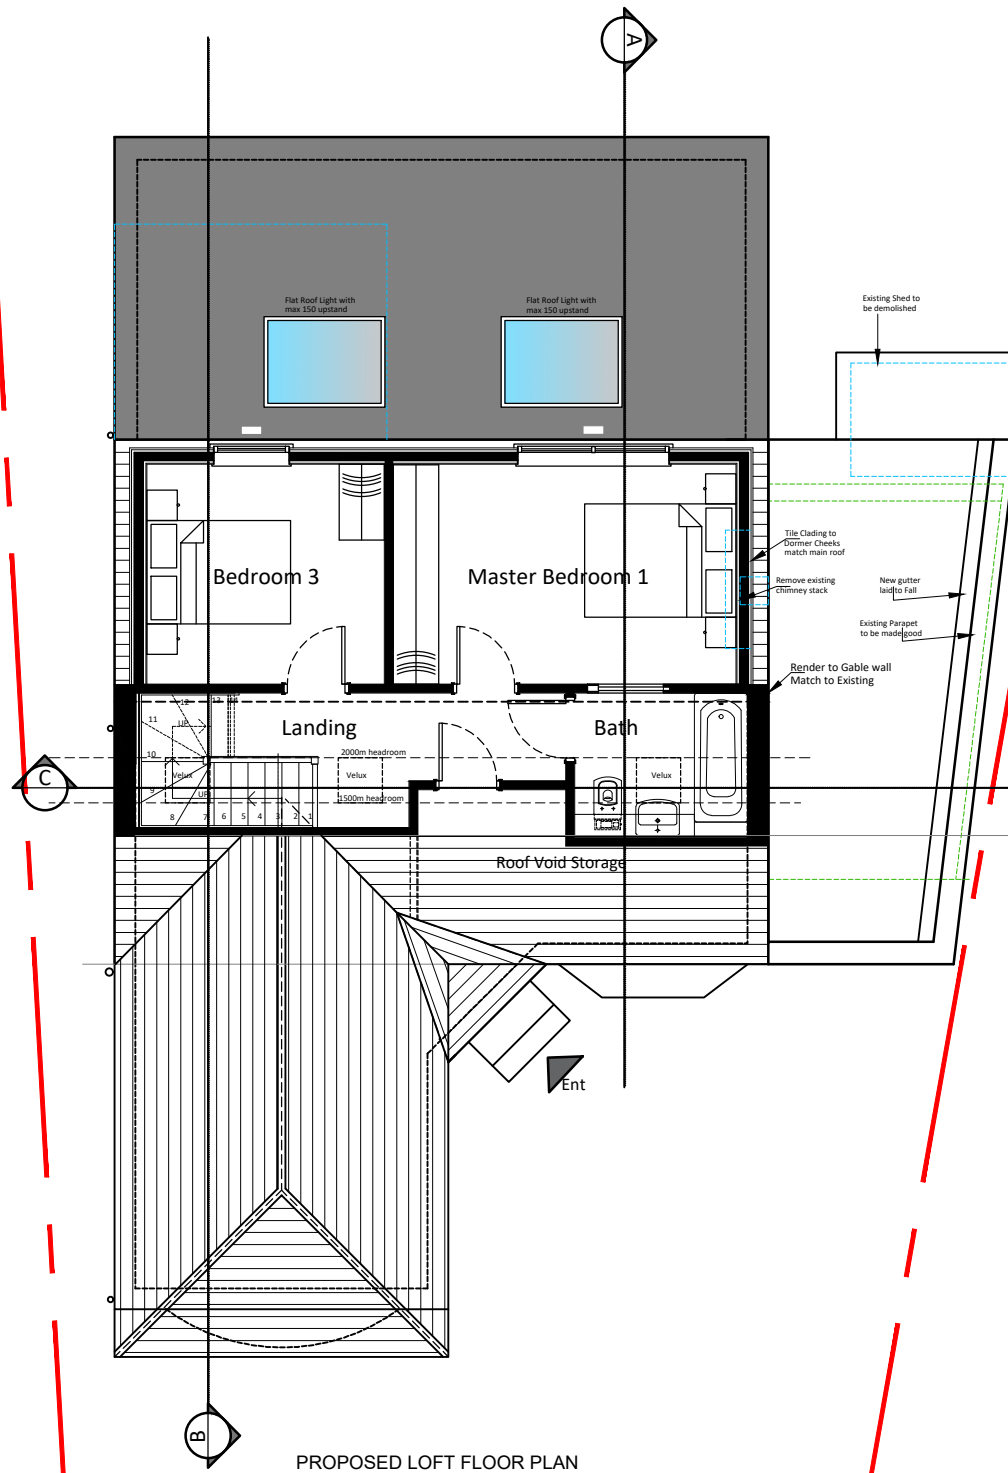 A
Flat Roof Light with
max 150 upstand
Flat Roof Light with
max 150 upstand
Existing Shed to
be demolished
Tile Clading to
Dormer Cheeks
match main roof
Bedroom 3
Master Bedroom 1
Remove existing
chimney stack
New gutter
laid to Fall
Existing Parapet
to be made good
Render to Gable wall
Match to Existing
12
13
14
11
UP
Landing
Bath
10
2000m headroom
C
Velux
Velux
Velux
9
UP
1500m headroom
8
7
6
5
4
3
2
1
Roof Void Storage
Ent
B
PROPOSED LOFT FLOOR PLAN